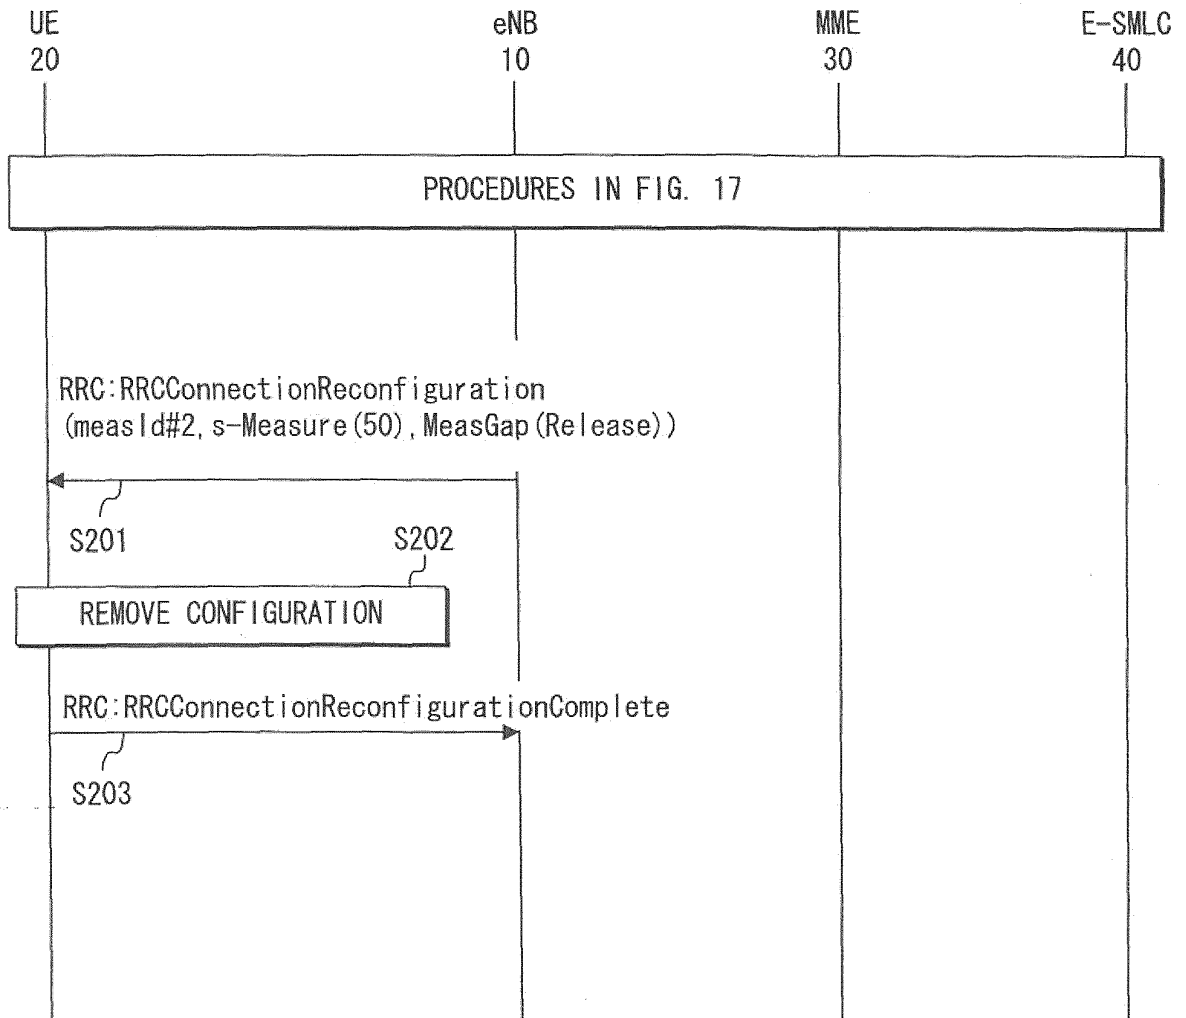 UE
20
eNB
10
MME
30
E-SMLC
40
PROCEDURES IN FIG. 17
RRC:RRCConnectionReconfiguration
(measId#2, s-Measure(50), MeasGap(Release))
S201
S202
REMOVE CONFIGURATION
RRC:RRCConnectionReconfigurationComplete
S203